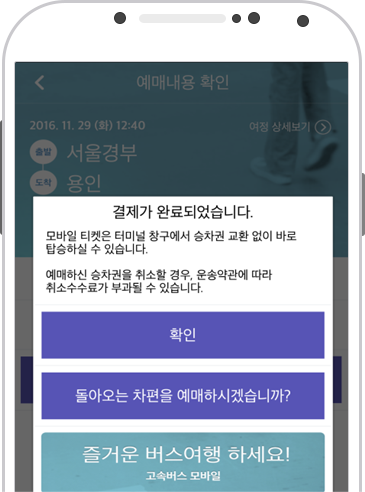 예매내용 확인
2016. 11. 29 (화) 12:40
여정 상세보기
출발 서울경부
도착 용인
결제가 완료되었습니다.
모바일 티켓은 터미널 창구에서 승차권 교환 없이 바로
탑승하실 수 있습니다.
예매하신 승차권을 취소할 경우, 운송약관에 따라
취소수수료가 부과될 수 있습니다.
확인
돌아오는 차편을 예매하시겠습니까?
즐거운 버스여행 하세요!
고속버스 모바일